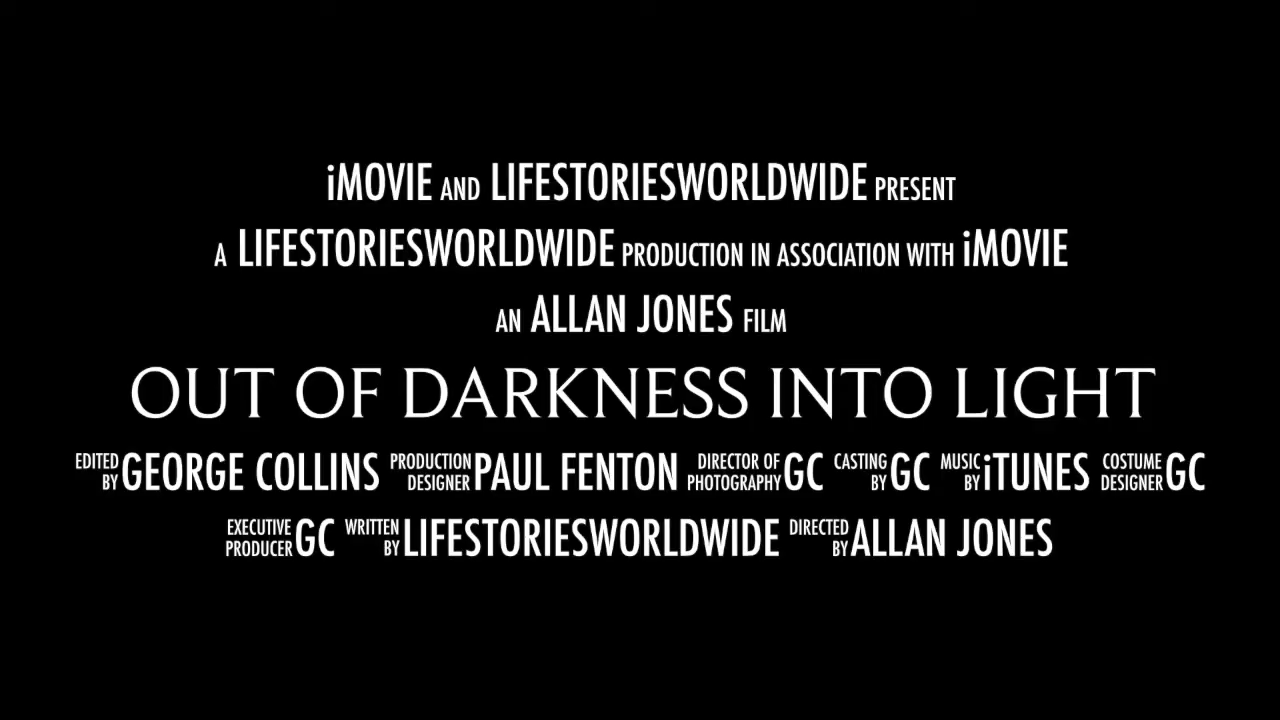 iMOVIE AND LIFESTORIESWORLDWIDE PRESENT
A LIFESTORIESWORLDWIDE PRODUCTION IN ASSOCIATION WITH iMOVIE
AN ALLAN JONES FILM
OUT OF DARKNESS INTO LIGHT
EDITED BY GEORGE COLLINS PRODUCTION DESIGNER PAUL FENTON DIRECTOR OF PHOTOGRAPHY GC CASTING BY GC MUSIC BY iTUNES COSTUME DESIGNER GC
EXECUTIVE PRODUCER GC WRITTEN BY LIFESTORIESWORLDWIDE DIRECTED BY ALLAN JONES